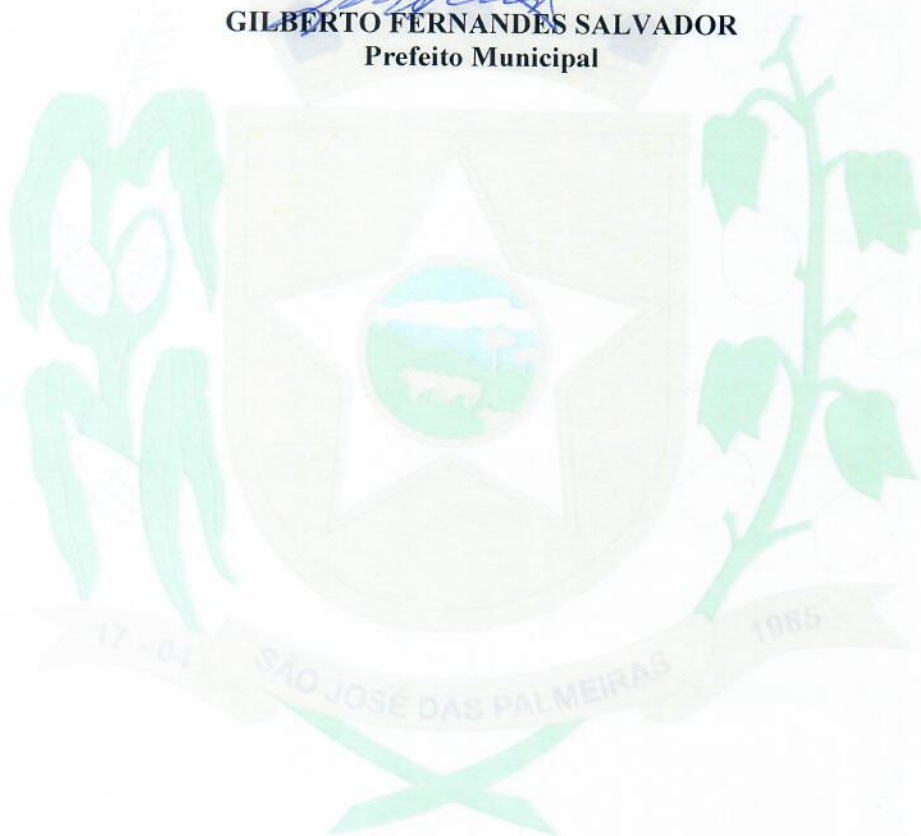 GILBERTO FERNANDES SALVADOR
Prefeito Municipal
17 - 04
SÃO JOSÉ DAS PALMEIRAS
1985